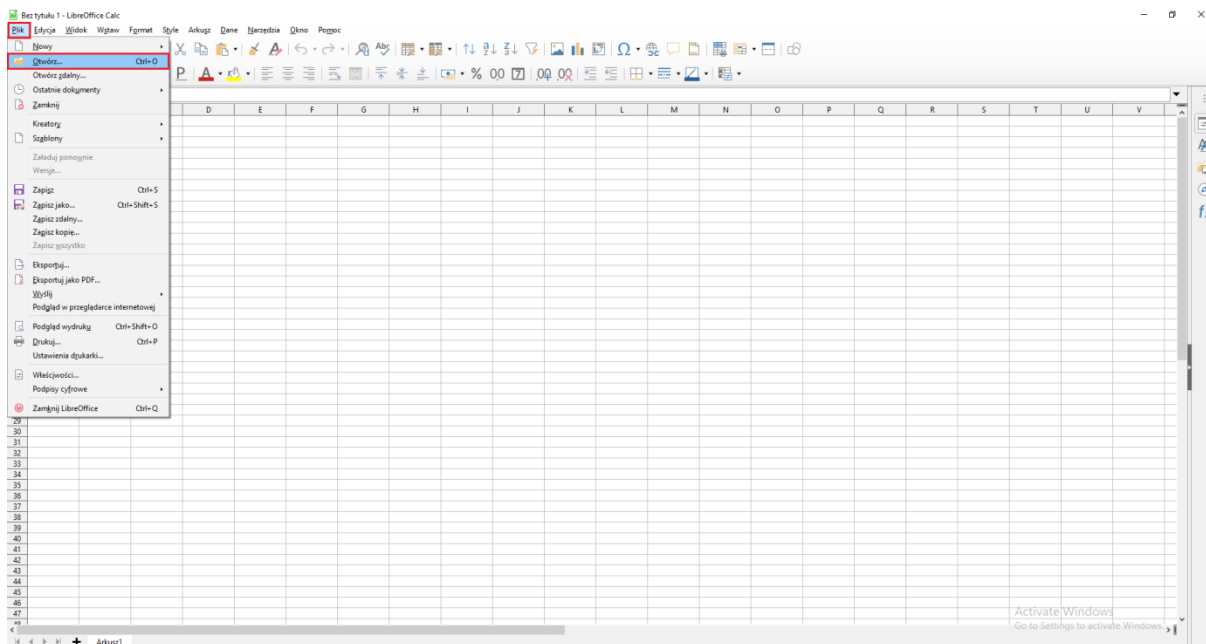 Bez tytułu 1 - LibreOffice Calc
Plik Edycja Widok Wstaw Format Style Arkusz Dane Narzędzia Okno Pomoc
Nowy
Otwórz... Ctrl+O
Otwórz zdalny...
Ostatnie dokumenty
Zamknij
Kreatory
Szablony
Załaduj ponownie
Wersje...
Zapisz Ctrl+S
Zapisz jako... Ctrl+Shift+S
Zapisz zdalny...
Zapisz kopię...
Zapisz wszystko
Eksportuj...
Eksportuj jako PDF...
Wyślij
Podgląd w przeglądarce internetowej
Podgląd wydruku Ctrl+Shift+O
Drukuj... Ctrl+P
Ustawienia drukarki...
Właściwości...
Podpisy cyfrowe
Zamknij LibreOffice Ctrl+Q
D E F G H I J K L M N O P Q R S T U V
29
30
31
32
33
34
35
36
37
38
39
40
41
42
43
44
45
46
47
Activate Windows
Go to Settings to activate Windows.
Arkusz1